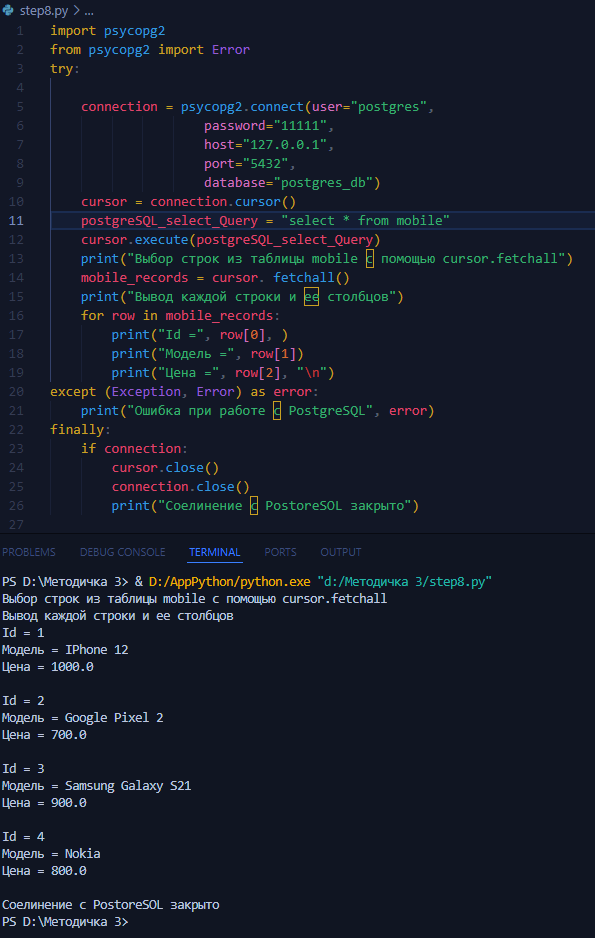 step8.py > ...
1 import psycopg2
2 from psycopg2 import Error
3 try:
4
5 connection = psycopg2.connect(user="postgres",
6 password="11111",
7 host="127.0.0.1",
8 port="5432",
9 database="postgres_db")
10 cursor = connection.cursor()
11 postgreSQL_select_Query = "select * from mobile"
12 cursor.execute(postgreSQL_select_Query)
13 print("Выбор строк из таблицы mobile с помощью cursor.fetchall")
14 mobile_records = cursor. fetchall()
15 print("Вывод каждой строки и ее столбцов")
16 for row in mobile_records:
17 print("Id =", row[0], )
18 print("Модель =", row[1])
19 print("Цена =", row[2], "\n")
20 except (Exception, Error) as error:
21 print("Ошибка при работе с PostgreSQL", error)
22 finally:
23 if connection:
24 cursor.close()
25 connection.close()
26 print("Соелинение с PostoreSOL закрыто")
27
PROBLEMS DEBUG CONSOLE TERMINAL PORTS OUTPUT
PS D:\Методичка 3> & D:/AppPython/python.exe "d:/Методичка 3/step8.py"
Выбор строк из таблицы mobile с помощью cursor.fetchall
Вывод каждой строки и ее столбцов
Id = 1
Модель = IPhone 12
Цена = 1000.0
Id = 2
Модель = Google Pixel 2
Цена = 700.0
Id = 3
Модель = Samsung Galaxy S21
Цена = 900.0
Id = 4
Модель = Nokia
Цена = 800.0
Соелинение с PostoreSOL закрыто
PS D:\Методичка 3>